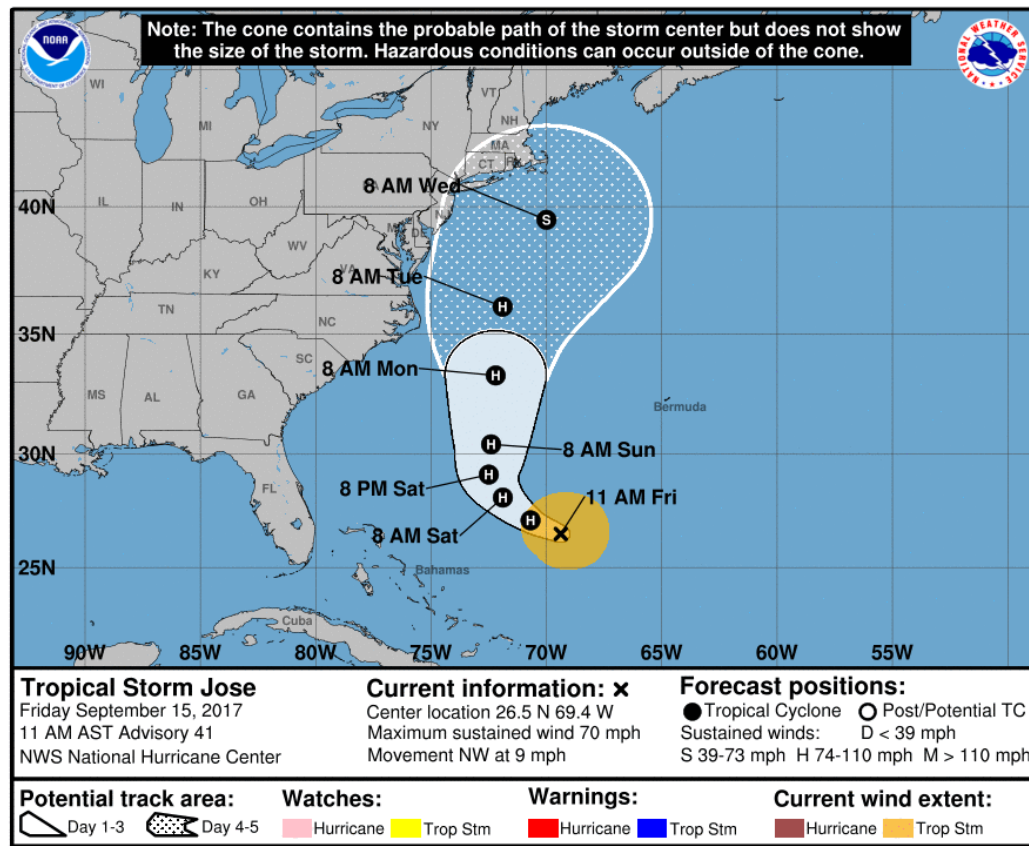 Note: The cone contains the probable path of the storm center but does not show
the size of the storm. Hazardous conditions can occur outside of the cone.
NOAA
NATIONAL WEATHER SERVICE
WI
MI
VT
NH
NY
MA
CT
8 AM Wed
40N
IL
IN
OH
NJ
DE
WV
KY
VA
8 AM Tue
TN
NC
35N
SC
8 AM Mon
MS
AL
GA
Bermuda
30N
8 AM Sun
FL
8 PM Sat
11 AM Fri
8 AM Sat
25N
Bahamas
Cuba
S
H
H
H
H
H
H
90W 85W 80W 75W 70W 65W 60W 55W
Tropical Storm Jose
Friday September 15, 2017
11 AM AST Advisory 41
NWS National Hurricane Center
Current information: ×
Center location 26.5 N 69.4 W
Maximum sustained wind 70 mph
Movement NW at 9 mph
Forecast positions:
Tropical Cyclone Post/Potential TC
Sustained winds: D < 39 mph
S 39-73 mph H 74-110 mph M > 110 mph
Potential track area:
Day 1-3 Day 4-5
Watches:
Hurricane Trop Stm
Warnings:
Hurricane Trop Stm
Current wind extent:
Hurricane Trop Stm